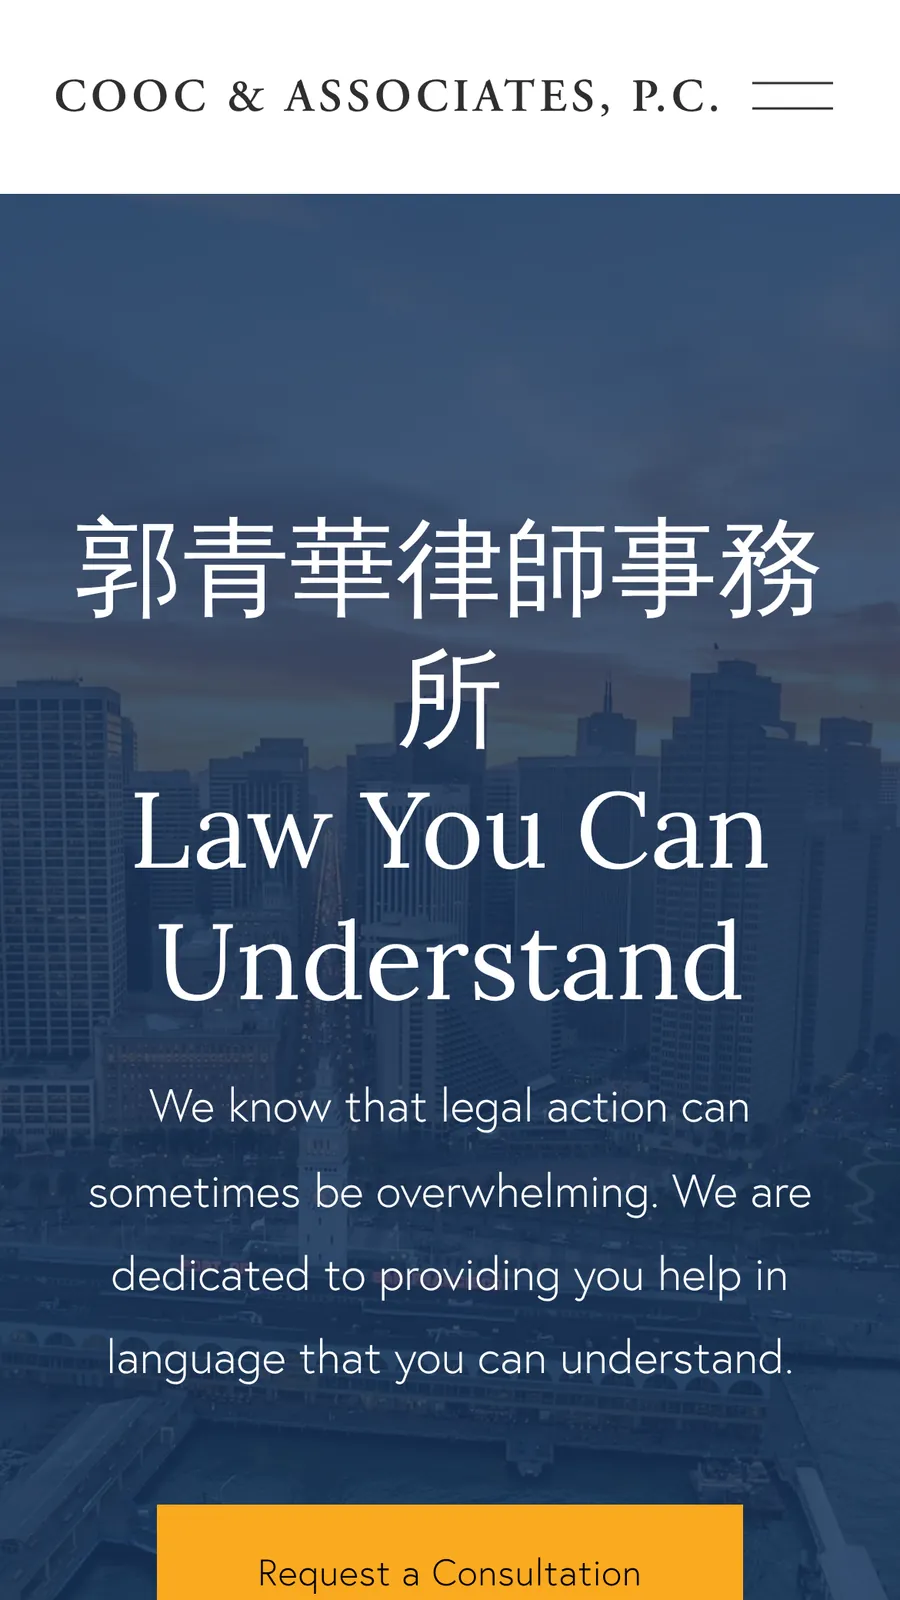 COOC & ASSOCIATES, P.C.
郭青華律師事務
所
Law You Can
Understand
We know that legal action can
sometimes be overwhelming. We are
dedicated to providing you help in
language that you can understand.
Request a Consultation